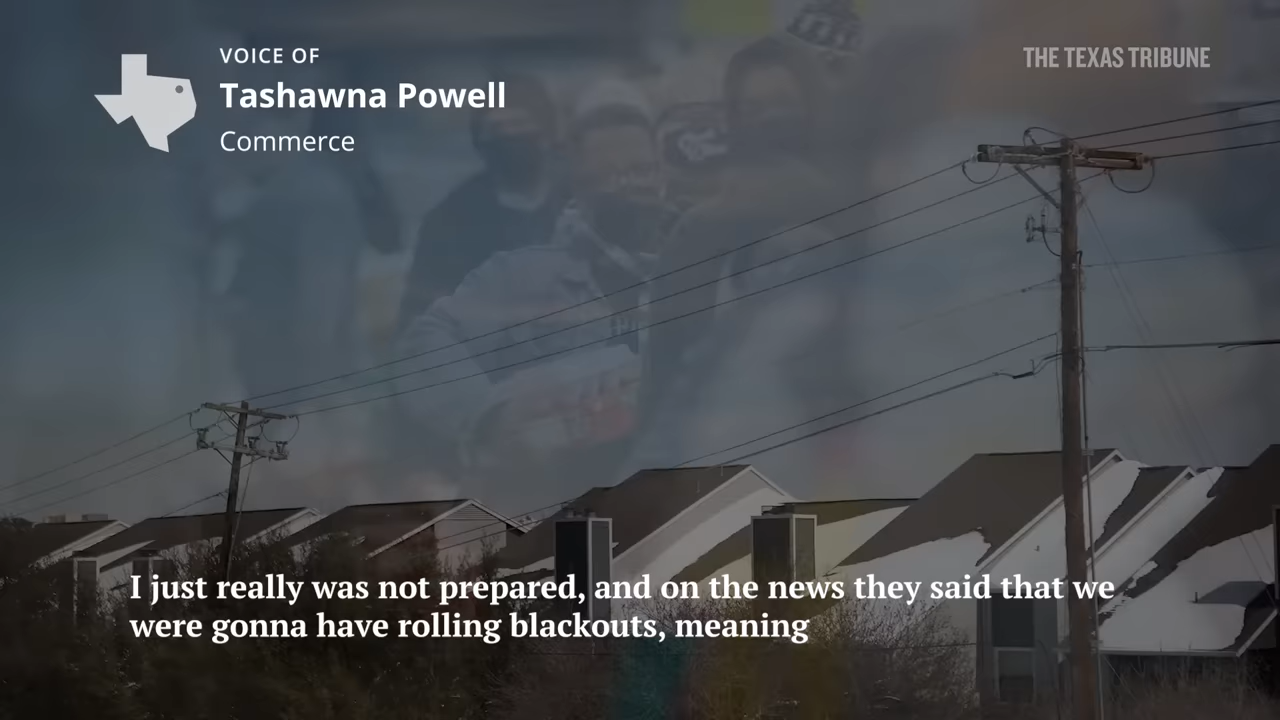 VOICE OF
Tashawna Powell
Commerce
THE TEXAS TRIBUNE
I just really was not prepared, and on the news they said that we
were gonna have rolling blackouts, meaning